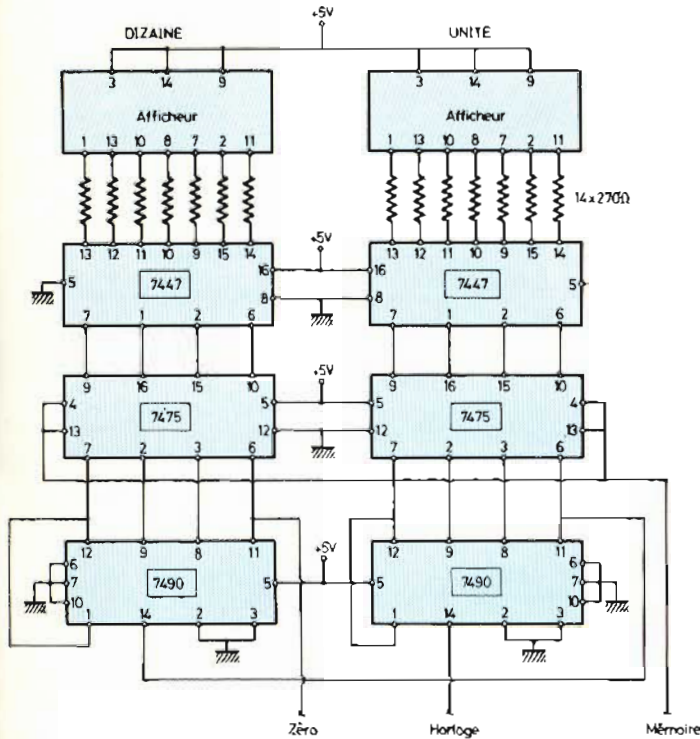 +5V
DIZAINE UNITE
3 14 9 3 14 9
Afficheur Afficheur
1 13 10 8 7 2 11 1 13 10 8 7 2 11
14x270Ω
+5V
13 12 11 10 9 15 14 13 12 11 10 9 15 14
16 16
5 7447 7447 5
8 8
7 1 2 6 7 1 2 6
+5V
9 16 15 10 9 16 15 10
4 5 5 4
7475 7475
13 12 12 13
7 2 3 6 7 2 3 6
+5V
12 9 8 11 12 9 8 11
6 6
7 7490 5 5 7490 7
10 10
1 14 2 3 1 14 2 3
Zèro Horloge Mèmoire